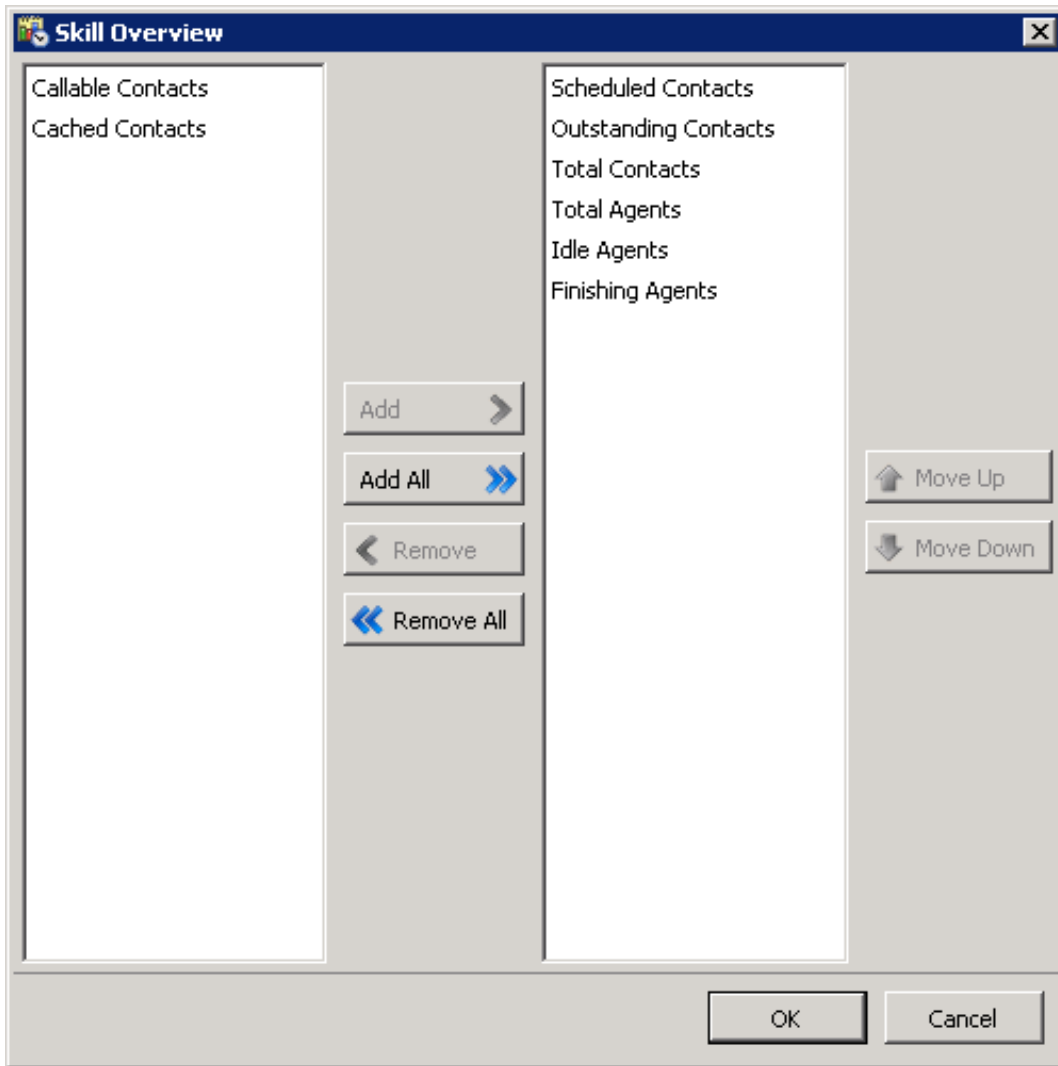 Skill Overview
Callable Contacts
Cached Contacts
Add
Add All
Remove
Remove All
Scheduled Contacts
Outstanding Contacts
Total Contacts
Total Agents
Idle Agents
Finishing Agents
Move Up
Move Down
OK
Cancel